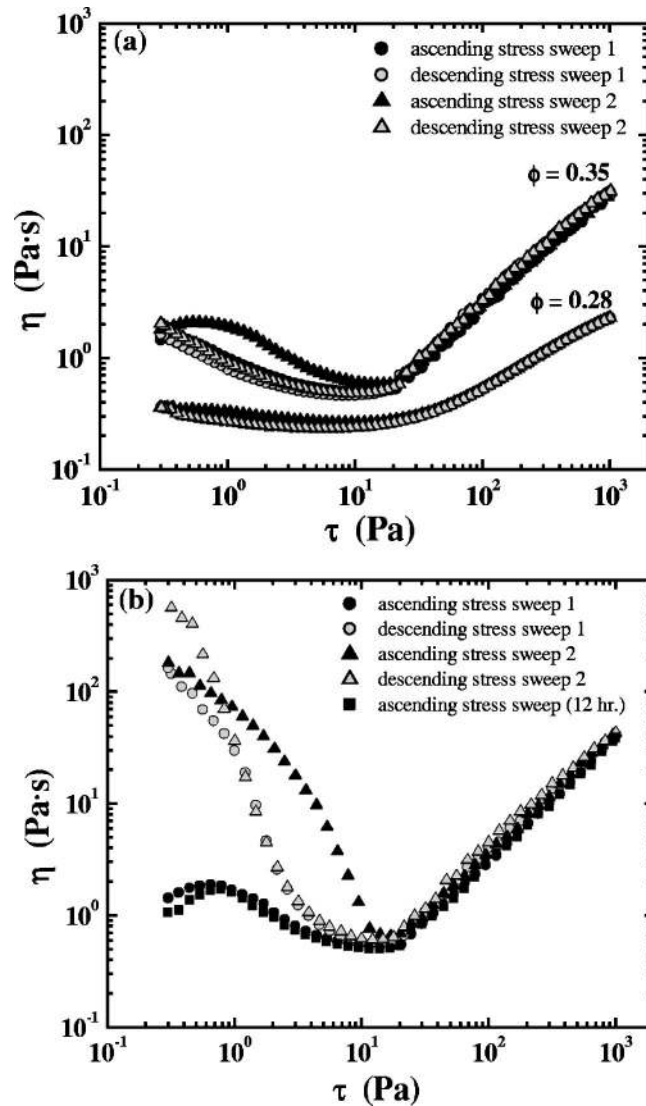 (a)
ascending stress sweep 1
descending stress sweep 1
ascending stress sweep 2
descending stress sweep 2
ϕ = 0.35
ϕ = 0.28
η (Pa·s)
10³
10²
10¹
10⁰
10⁻¹
10⁻¹ 10⁰ 10¹ 10² 10³
τ (Pa)
(b)
ascending stress sweep 1
descending stress sweep 1
ascending stress sweep 2
descending stress sweep 2
ascending stress sweep (12 hr.)
η (Pa·s)
10³
10²
10¹
10⁰
10⁻¹
10⁻¹ 10⁰ 10¹ 10² 10³
τ (Pa)